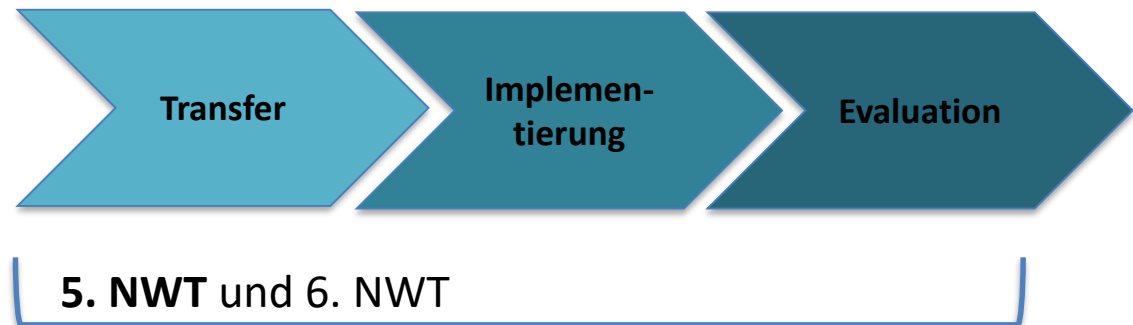 Transfer
Implemen-
tierung
Evaluation
5. NWT und 6. NWT